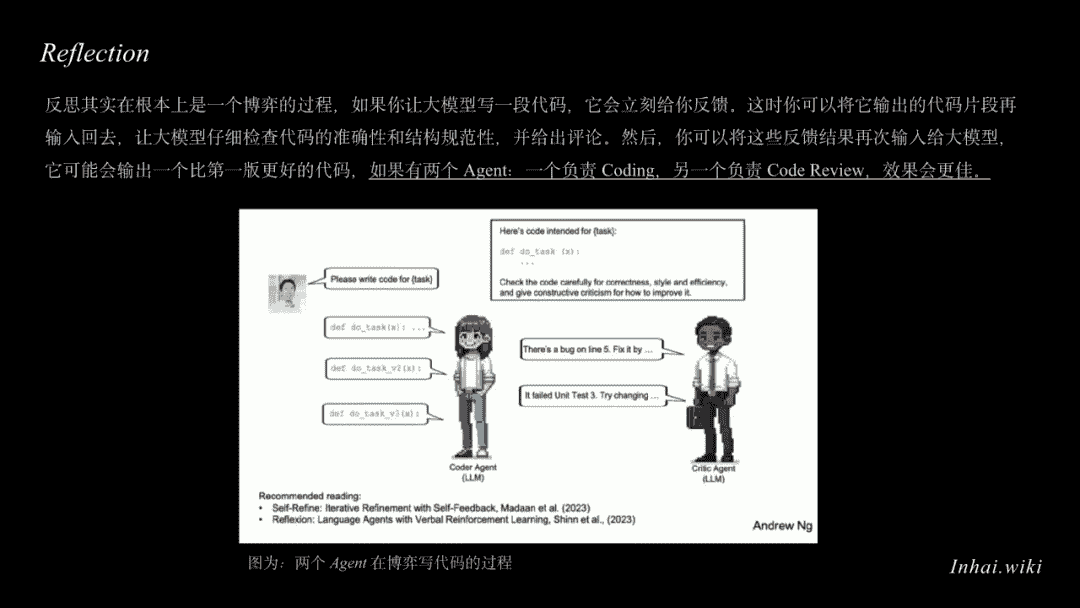 Reflection
反思其实在根本上是一个博弈的过程，如果你让大模型写一段代码，它会立刻给你反馈。这时你可以将它输出的代码片段再
输入回去，让大模型仔细检查代码的准确性和结构规范性，并给出评论。然后，你可以将这些反馈结果再次输入给大模型，
它可能会输出一个比第一版更好的代码，如果有两个 Agent：一个负责 Coding，另一个负责 Code Review，效果会更佳。
Please write code for {task}
def do_task(x): ...
def do_task_v2(x):
def do_task_v3(x):
Coder Agent
(LLM)
Here's code intended for {task}:
def do_task (x):
...
Check the code carefully for correctness, style and efficiency,
and give constructive criticism for how to improve it.
There's a bug on line 5. Fix it by ...
It failed Unit Test 3. Try changing ...
Critic Agent
(LLM)
Recommended reading:
• Self-Refine: Iterative Refinement with Self-Feedback, Madaan et al. (2023)
• Reflexion: Language Agents with Verbal Reinforcement Learning, Shinn et al., (2023)
Andrew Ng
图为：两个 Agent 在博弈写代码的过程
Inhai.wiki